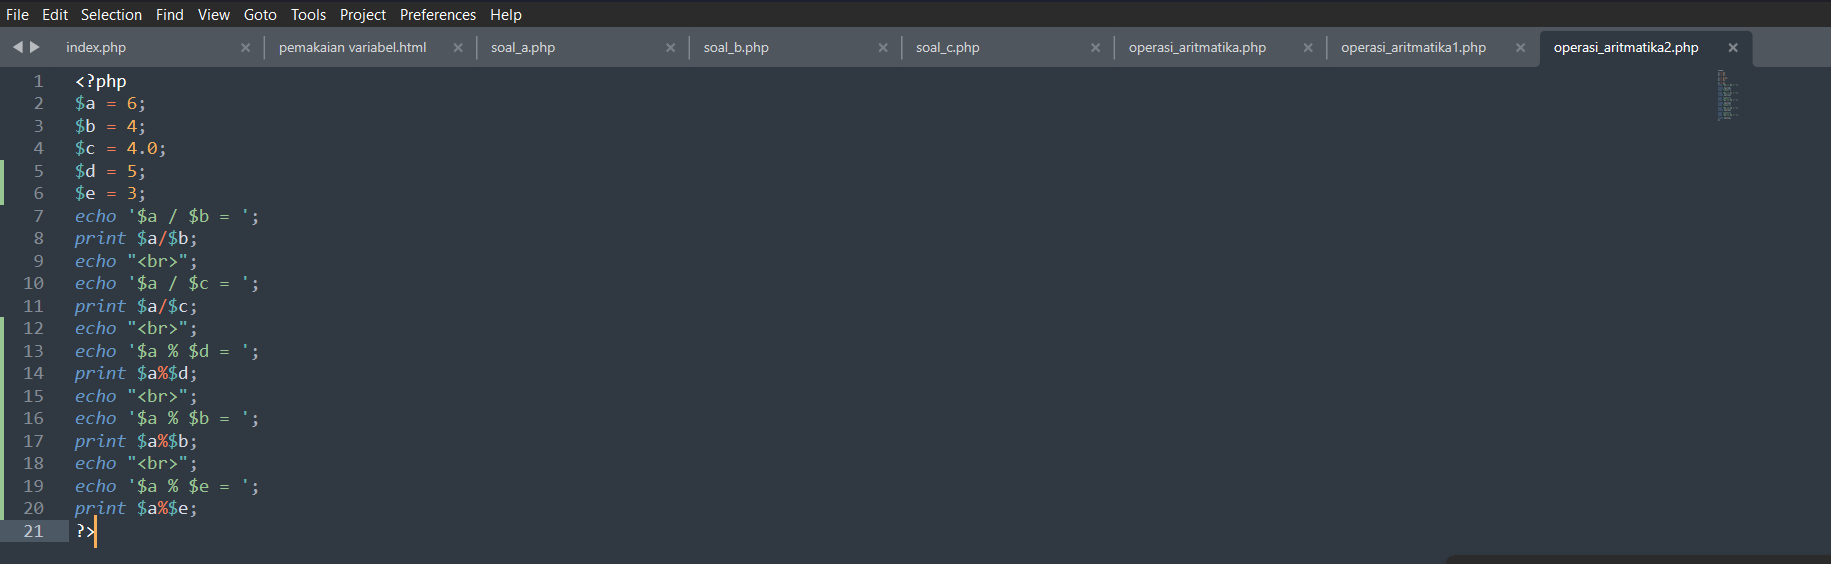 File Edit Selection Find View Goto Tools Project Preferences Help
index.php pemakaian variabel.html soal_a.php soal_b.php soal_c.php operasi_aritmatika.php operasi_aritmatika1.php operasi_aritmatika2.php
1 <?php
2 $a = 6;
3 $b = 4;
4 $c = 4.0;
5 $d = 5;
6 $e = 3;
7 echo '$a / $b = ';
8 print $a/$b;
9 echo "<br>";
10 echo '$a / $c = ';
11 print $a/$c;
12 echo "<br>";
13 echo '$a % $d = ';
14 print $a%$d;
15 echo "<br>";
16 echo '$a % $b = ';
17 print $a%$b;
18 echo "<br>";
19 echo '$a % $e = ';
20 print $a%$e;
21 ?>